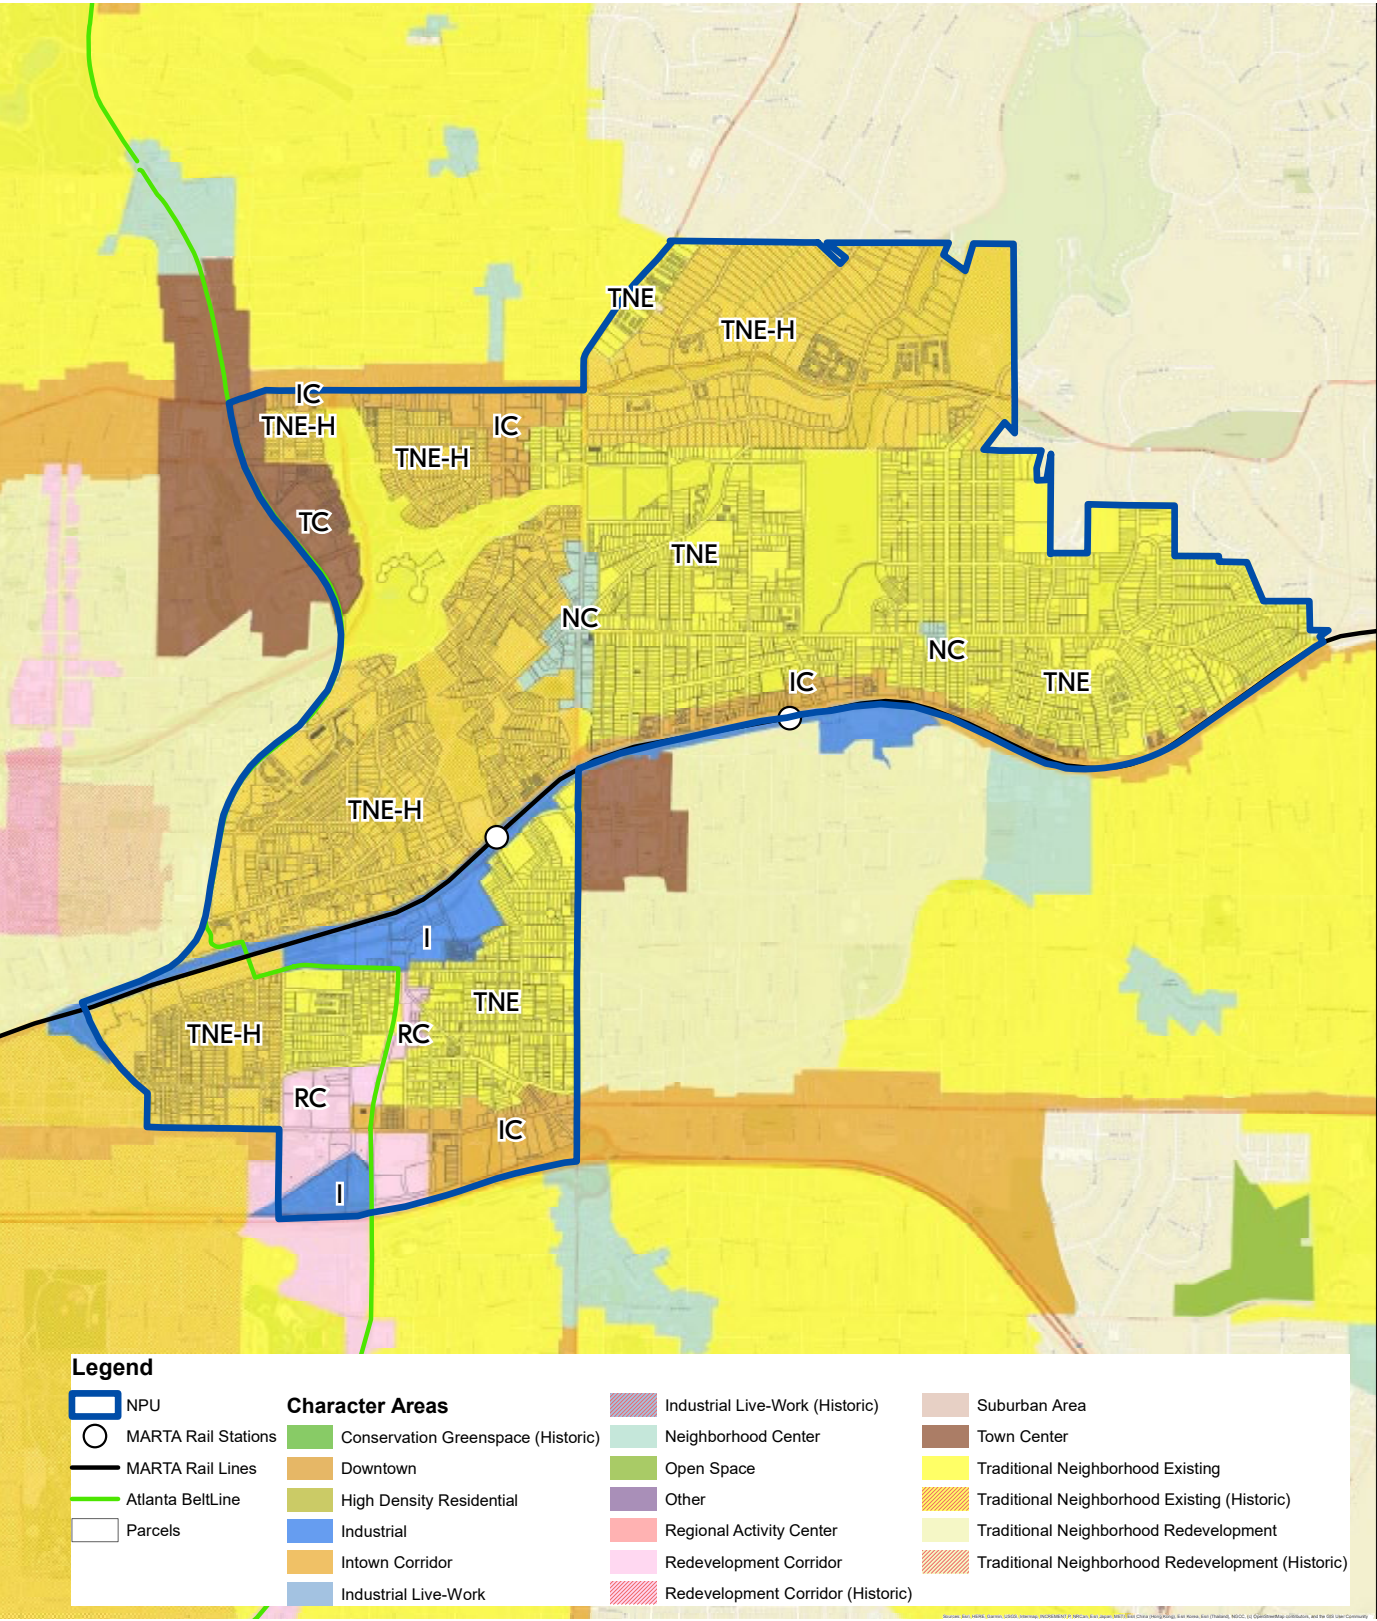 TNE
TNE-H
IC
TNE-H
IC
TNE-H
TC
TNE
NC
NC
IC
TNE
TNE-H
I
TNE
TNE-H
RC
RC
IC
I
Legend
NPU
MARTA Rail Stations
MARTA Rail Lines
Atlanta BeltLine
Parcels
Character Areas
Conservation Greenspace (Historic)
Downtown
High Density Residential
Industrial
Intown Corridor
Industrial Live-Work
Industrial Live-Work (Historic)
Neighborhood Center
Open Space
Other
Regional Activity Center
Redevelopment Corridor
Redevelopment Corridor (Historic)
Suburban Area
Town Center
Traditional Neighborhood Existing
Traditional Neighborhood Existing (Historic)
Traditional Neighborhood Redevelopment
Traditional Neighborhood Redevelopment (Historic)